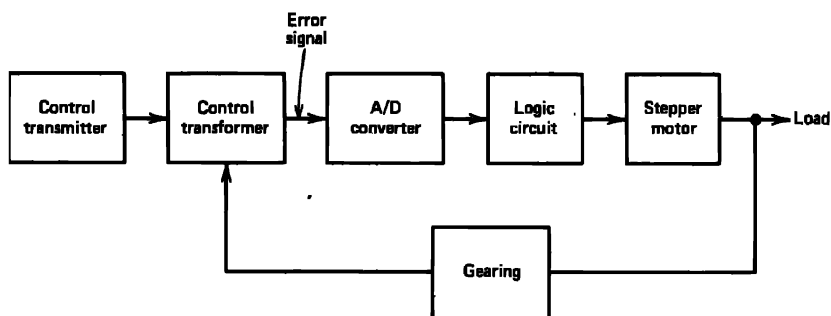 Error
signal
Control
transmitter
Control
transformer
A/D
converter
Logic
circuit
Stepper
motor
Load
Gearing